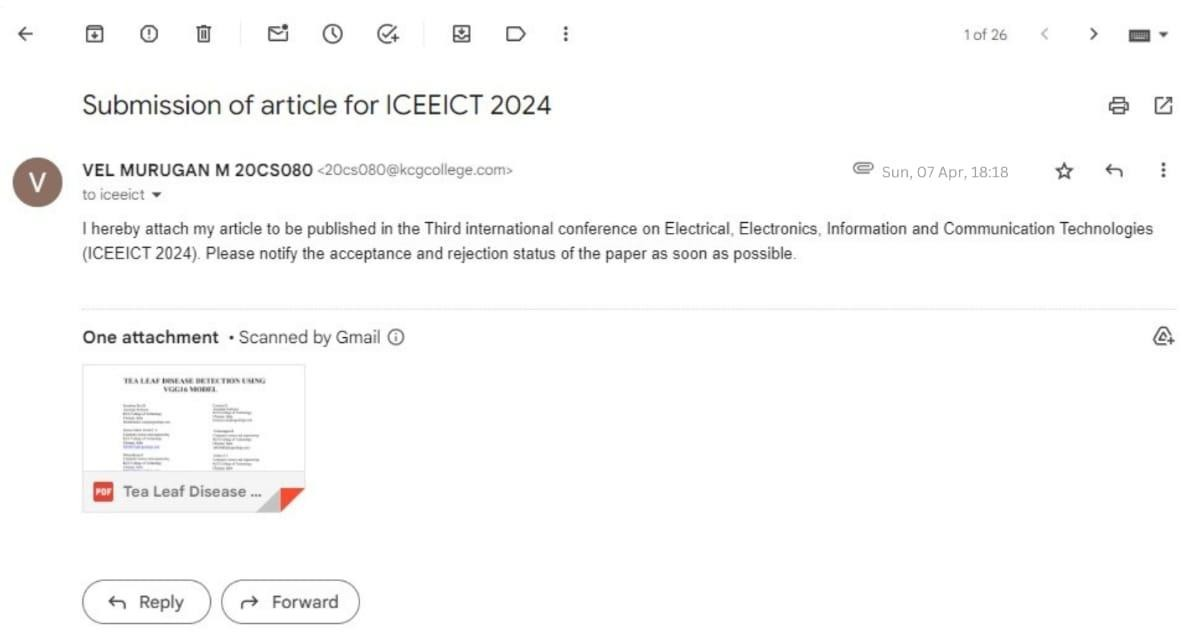 1 of 26
Submission of article for ICEEICT 2024
V
VEL MURUGAN M 20CS080 <20cs080@kcgcollege.com>
Sun, 07 Apr, 18:18
to iceeict
I hereby attach my article to be published in the Third international conference on Electrical, Electronics, Information and Communication Technologies
(ICEEICT 2024). Please notify the acceptance and rejection status of the paper as soon as possible.
One attachment • Scanned by Gmail
TEA LEAF DISEASE DETECTION USING
VGG16 MODEL
PDF
Tea Leaf Disease ...
Reply
Forward